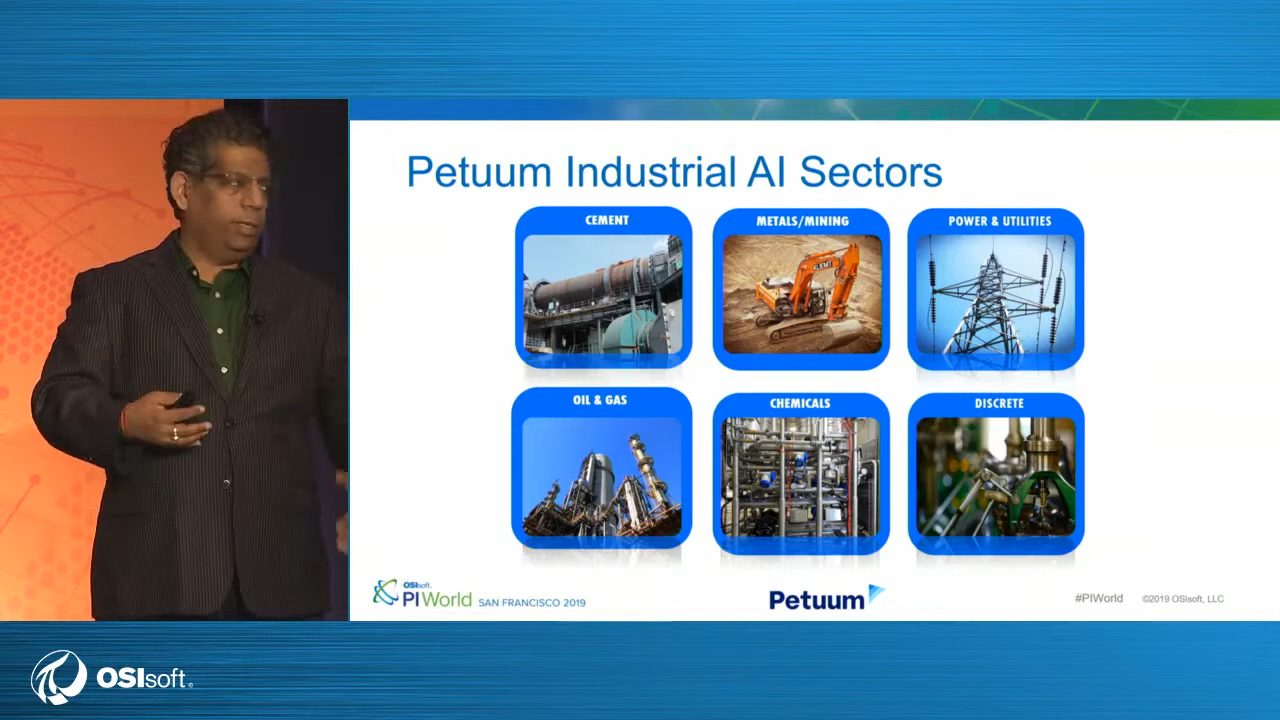 Petuum Industrial AI Sectors
CEMENT
METALS/MINING
POWER & UTILITIES
KLIEMT
OIL & GAS
CHEMICALS
DISCRETE
OSIsoft.
PI World SAN FRANCISCO 2019
Petuum
#PIWorld ©2019 OSIsoft, LLC
OSIsoft®